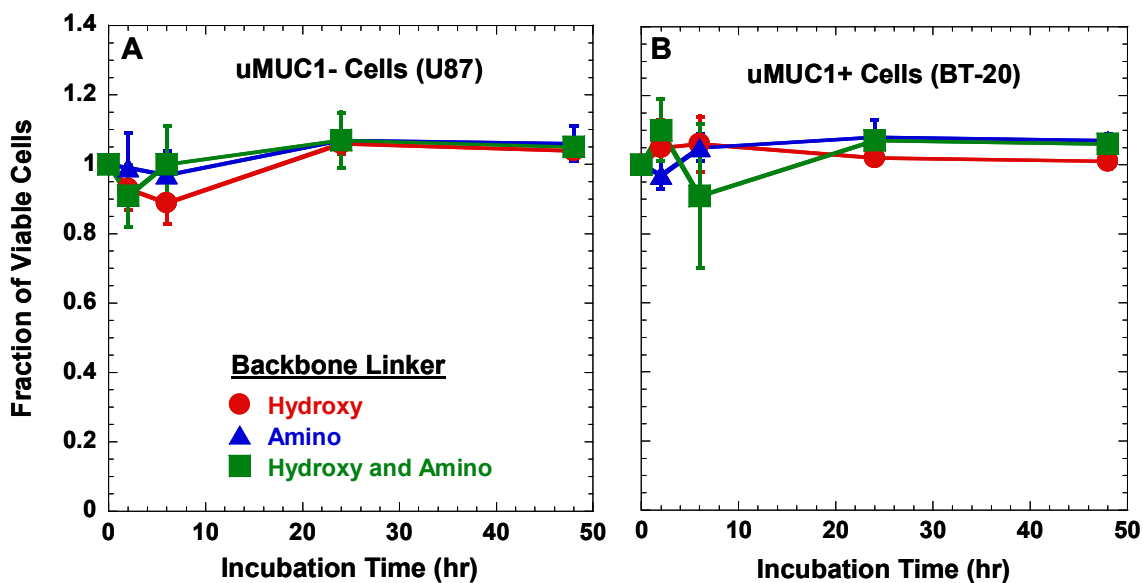 A
uMUC1- Cells (U87)
B
uMUC1+ Cells (BT-20)
Fraction of Viable Cells
1.4
1.2
1
0.8
0.6
0.4
0.2
0
Backbone Linker
Hydroxy
Amino
Hydroxy and Amino
0 10 20 30 40 50
0 10 20 30 40 50
Incubation Time (hr)
Incubation Time (hr)